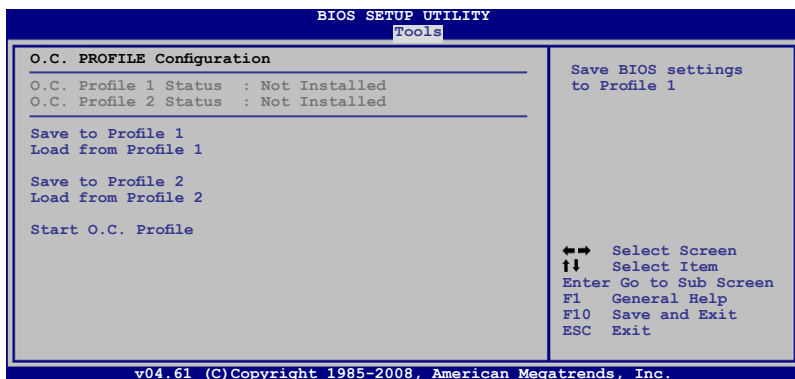 BIOS SETUP UTILITY
Tools
O.C. PROFILE Configuration
O.C. Profile 1 Status : Not Installed
O.C. Profile 2 Status : Not Installed
Save to Profile 1
Load from Profile 1
Save to Profile 2
Load from Profile 2
Start O.C. Profile
Save BIOS settings
to Profile 1
←→ Select Screen
↑↓ Select Item
Enter Go to Sub Screen
F1 General Help
F10 Save and Exit
ESC Exit
v04.61 (C)Copyright 1985-2008, American Megatrends, Inc.